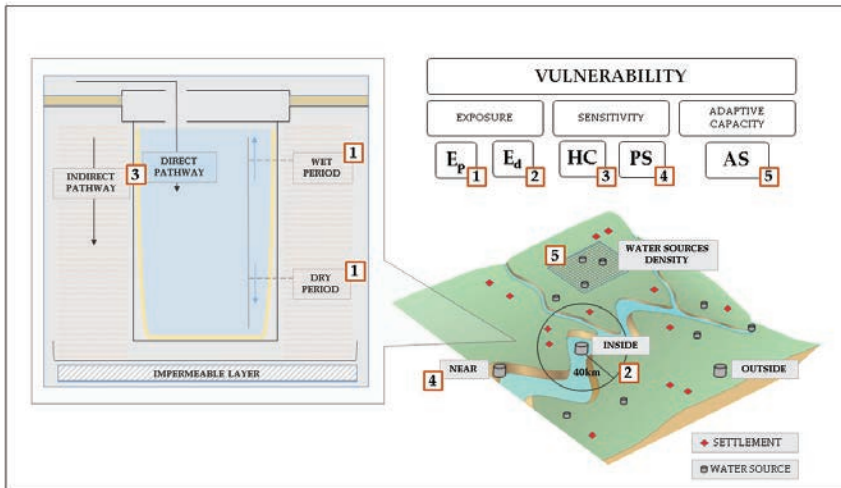 VULNERABILITY
EXPOSURE
SENSITIVITY
ADAPTIVE
CAPACITY
Ep
1
Ed
2
HC
3
PS
4
AS
5
INDIRECT
PATHWAY
3
DIRECT
PATHWAY
WET
PERIOD
1
DRY
PERIOD
1
IMPERMEABLE LAYER
5
WATER SOURCES
DENSITY
INSIDE
40km
2
4
NEAR
OUTSIDE
SETTLEMENT
WATER SOURCE